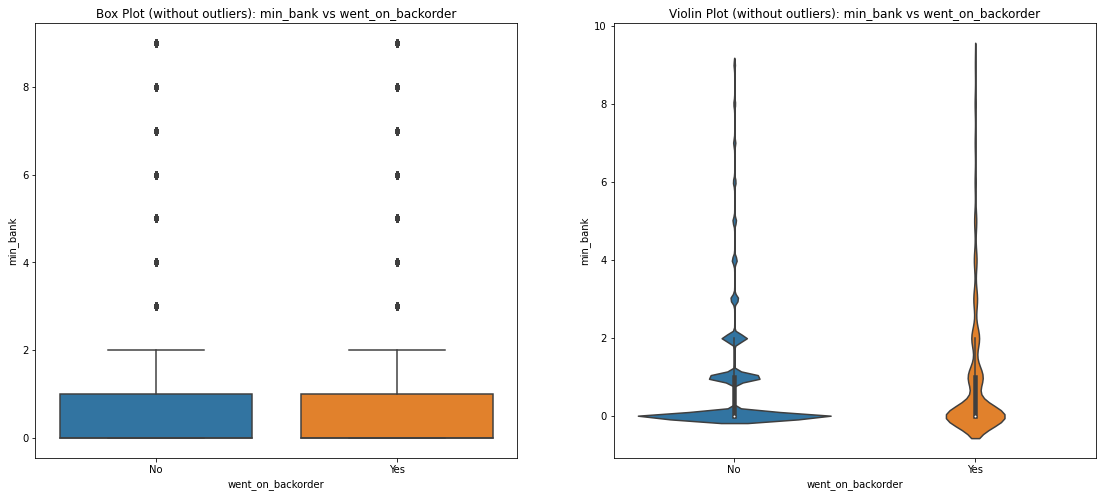 Box Plot (without outliers): min_bank vs went_on_backorder
8
6
4
2
0
min_bank
No
Yes
went_on_backorder
Violin Plot (without outliers): min_bank vs went_on_backorder
10
8
6
4
2
0
min_bank
No
Yes
went_on_backorder